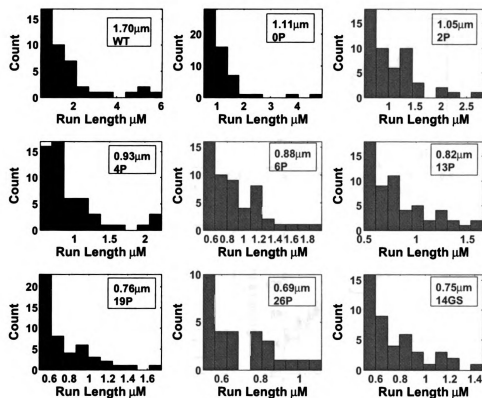 Count
15
10
5
0
1.70µm
WT
2 4 6
Run Length µM
Count
20
10
0
1.11µm
0P
1 2 3 4
Run Length µM
Count
15
10
5
0
1.05µm
2P
1 1.5 2 2.5
Run Length µM
Count
15
10
5
0
0.93µm
4P
1 1.5 2
Run Length µM
Count
15
10
5
0
0.88µm
6P
0.6 0.8 1 1.2 1.4 1.6 1.8
Run Length µM
Count
15
10
5
0
0.82µm
13P
0.5 1 1.5
Run Length µM
Count
20
10
0
0.76µm
19P
0.6 0.8 1 1.2 1.4 1.6
Run Length µM
Count
10
5
0
0.69µm
26P
0.6 0.8 1
Run Length µM
Count
15
10
5
0
0.75µm
14GS
0.6 0.8 1 1.2 1.4
Run Length µM